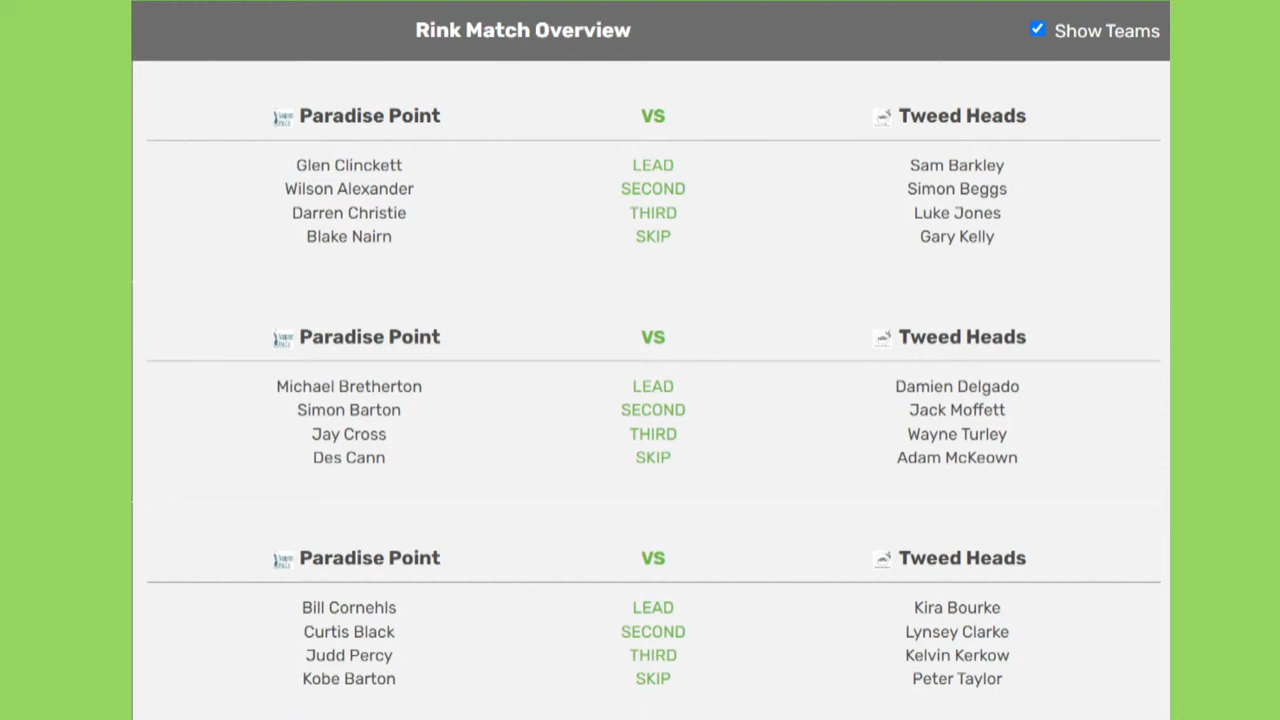 Rink Match Overview Show Teams
Paradise Point VS Tweed Heads
Glen Clinckett LEAD Sam Barkley
Wilson Alexander SECOND Simon Beggs
Darren Christie THIRD Luke Jones
Blake Nairn SKIP Gary Kelly
Paradise Point VS Tweed Heads
Michael Bretherton LEAD Damien Delgado
Simon Barton SECOND Jack Moffett
Jay Cross THIRD Wayne Turley
Des Cann SKIP Adam McKeown
Paradise Point VS Tweed Heads
Bill Cornehls LEAD Kira Bourke
Curtis Black SECOND Lynsey Clarke
Judd Percy THIRD Kelvin Kerkow
Kobe Barton SKIP Peter Taylor